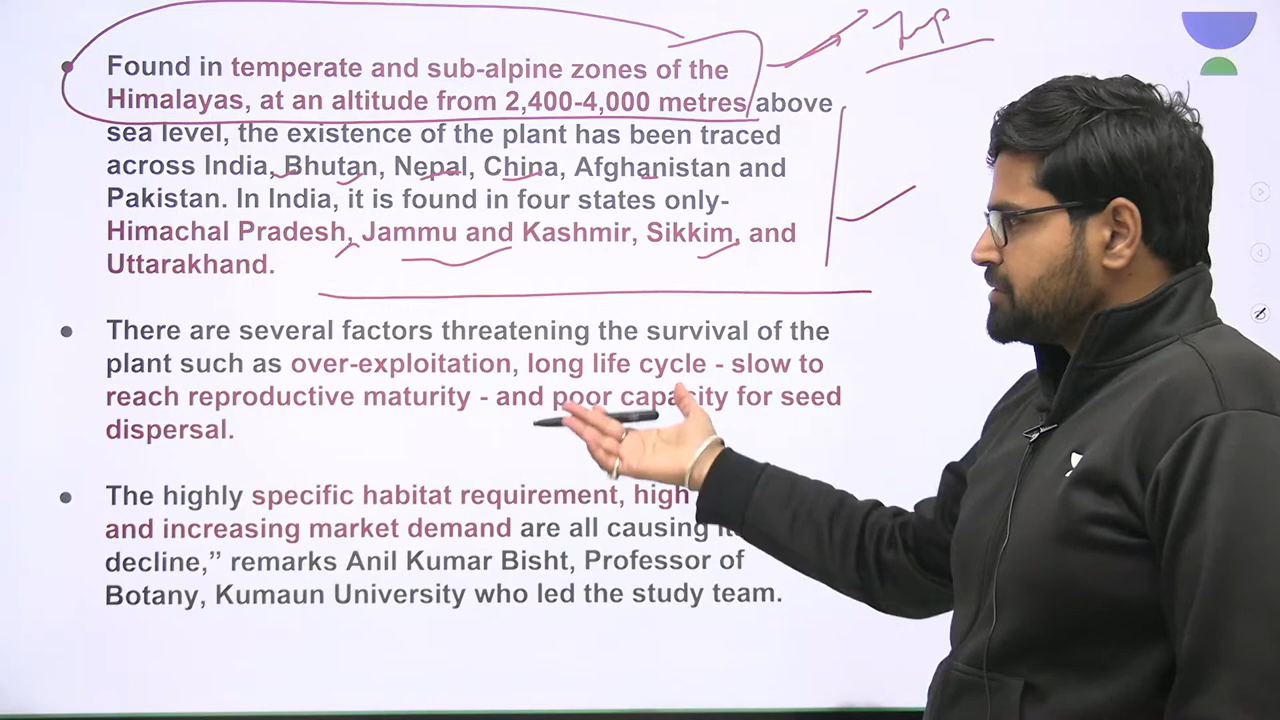 Imp
Found in temperate and sub-alpine zones of the
Himalayas, at an altitude from 2,400-4,000 metres above
sea level, the existence of the plant has been traced
across India, Bhutan, Nepal, China, Afghanistan and
Pakistan. In India, it is found in four states only-
Himachal Pradesh, Jammu and Kashmir, Sikkim, and
Uttarakhand.
There are several factors threatening the survival of the
plant such as over-exploitation, long life cycle - slow to
reach reproductive maturity - and poor capacity for seed
dispersal.
The highly specific habitat requirement, high
and increasing market demand are all causing
decline,” remarks Anil Kumar Bisht, Professor of
Botany, Kumaun University who led the study team.